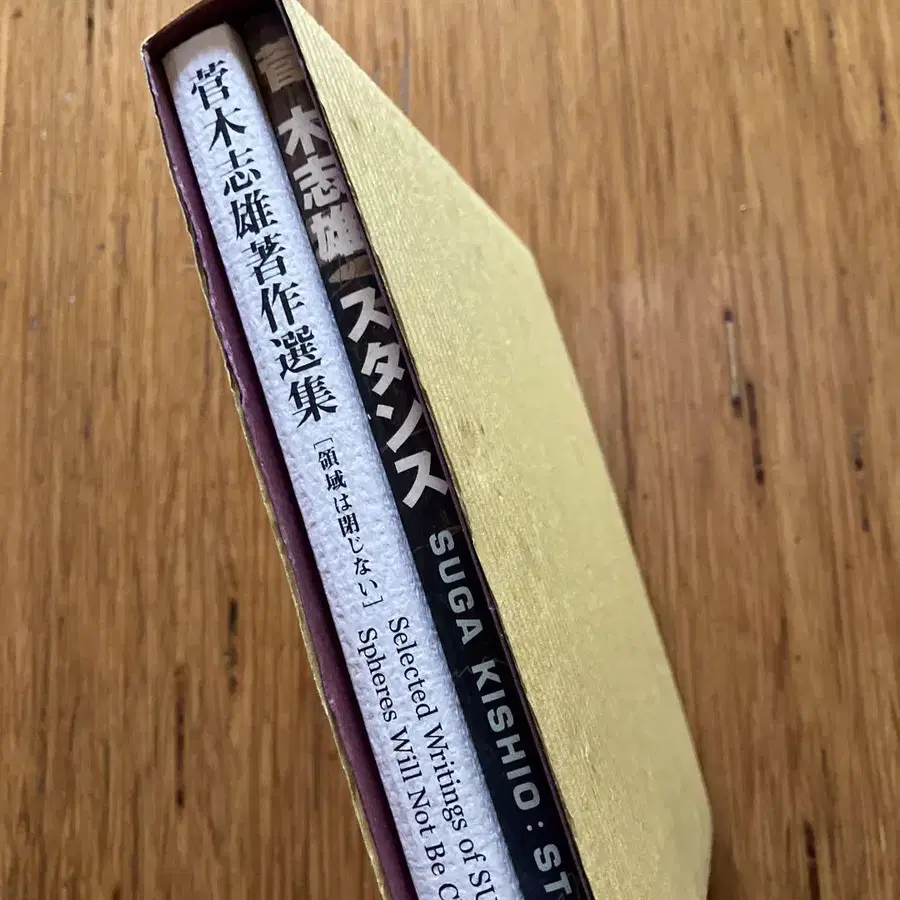 菅木志雄著作選集
［領域は閉じない］
Selected Writings of SU
Spheres Will Not Be C
菅木志雄
スタンス
SUGA KISHIO: ST